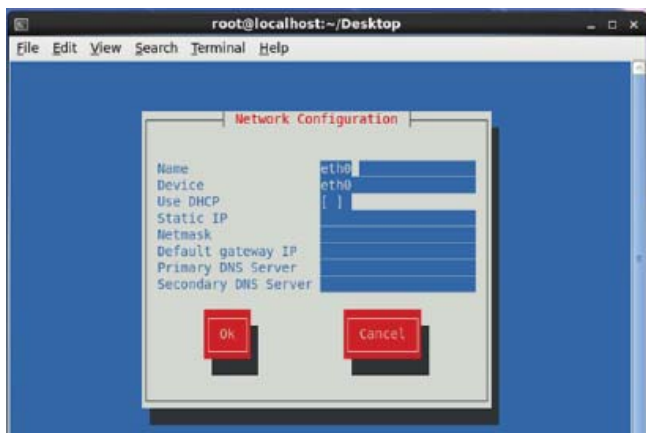 root@localhost:~/Desktop
File Edit View Search Terminal Help
Network Configuration
Name eth0
Device eth0
Use DHCP [ ]
Static IP
Netmask
Default gateway IP
Primary DNS Server
Secondary DNS Server
Ok Cancel